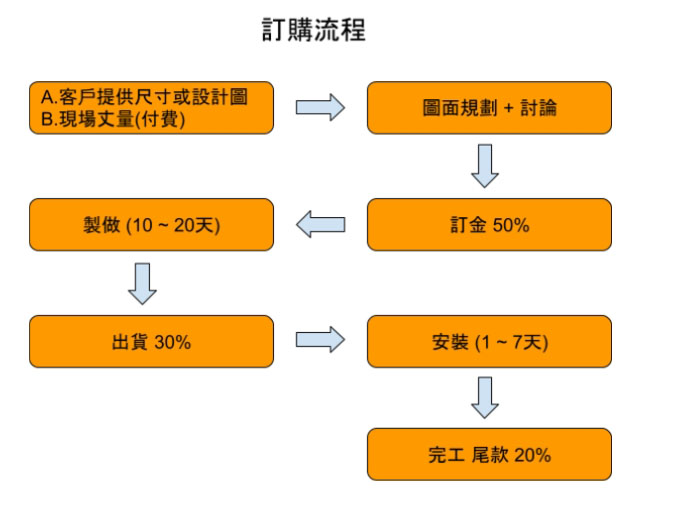 訂購流程
A.客戶提供尺寸或設計圖
B.現場丈量(付費)
圖面規劃 + 討論
訂金 50%
製做 (10 ~ 20天)
出貨 30%
安裝 (1 ~ 7天)
完工 尾款 20%